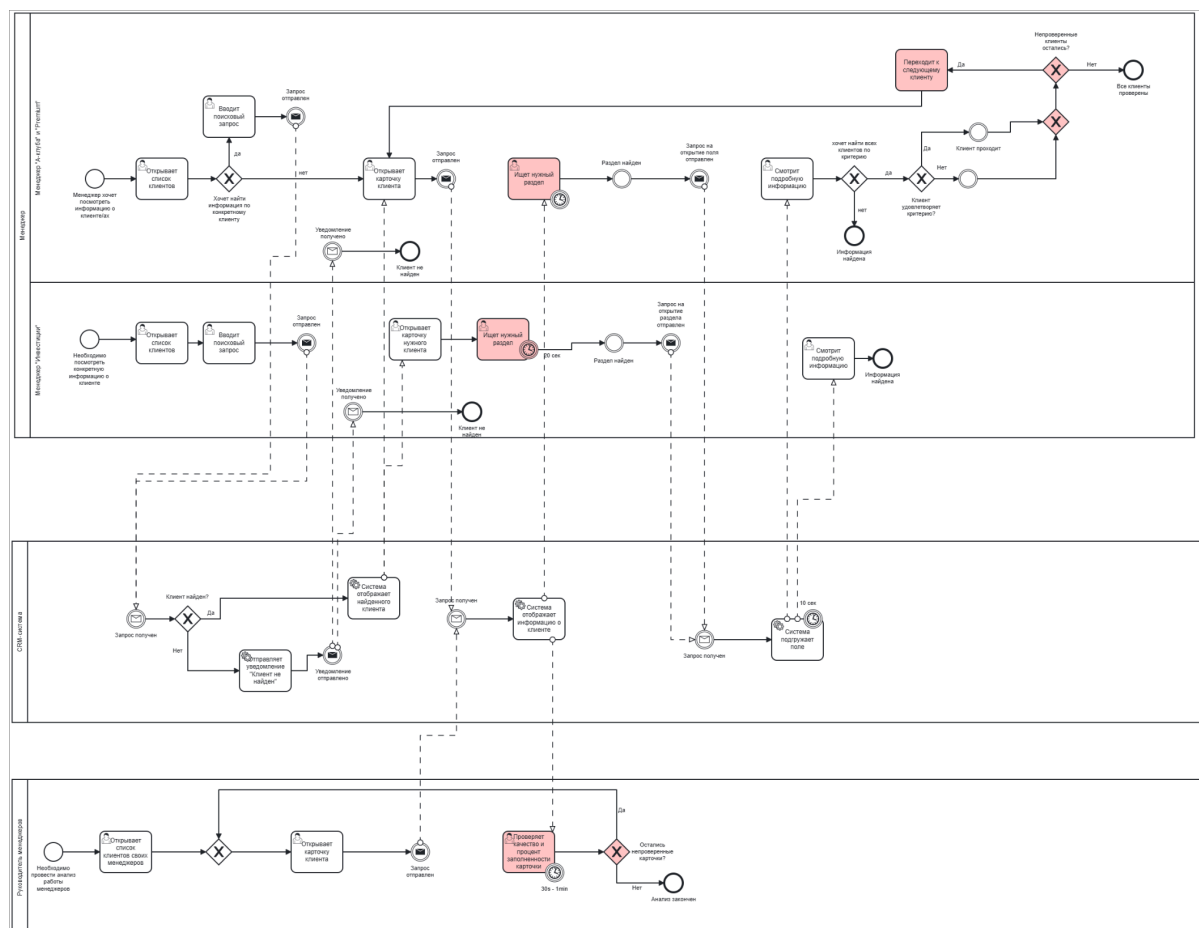 Менеджер
Менеджер "А-клуба" и "Premium"
Менеджер хочет
посмотреть
информацию о
клиенте/ах
Открывает
список
клиентов
Вводит
поисковый
запрос
Запрос
отправлен
да
Хочет найти
информация по
конкретному
клиенту
нет
Открывает
карточку
клиента
Запрос
отправлен
Уведомление
получено
Клиент не
найден
Ищет нужный
раздел
Раздел найден
Запрос на
открытие поля
отправлен
Смотрит
подробную
информацию
хочет найти всех
клиентов по
критерию
да
нет
Информация
найдена
Да
Нет
Клиент
удовлетворяет
критерию?
Клиент проходит
Переходит к
следующему
клиенту
Да
Непроверенные
клиенты
остались?
Нет
Все клиенты
проверены
Менеджер "Инвестиции"
Необходимо
посмотреть
конкретную
информацию о
клиенте
Открывает
список
клиентов
Вводит
поисковый
запрос
Запрос
отправлен
Открывает
карточку
нужного
клиента
Уведомление
получено
Клиент не
найден
Ищет нужный
раздел
20 сек
Раздел найден
Запрос на
открытие
раздела
отправлен
Смотрит
подробную
информацию
Информация
найдена
CRM-система
Запрос получен
Клиент найден?
Да
Нет
Система
отображает
найденного
клиента
Отправляет
уведомление
"Клиент не
найден"
Уведомление
отправлено
Запрос получен
Система
отображает
информацию о
клиенте
Запрос получен
10 сек
Система
подгружает
поле
Руководитель менеджеров
Необходимо
провести анализ
работы
менеджеров
Открывает
список
клиентов своих
менеджеров
Открывает
карточку
клиента
Запрос
отправлен
Проверяет
качество и
процент
заполненности
карточки
30s - 1min
Да
Остались
непроверенные
карточки?
Нет
Анализ закончен